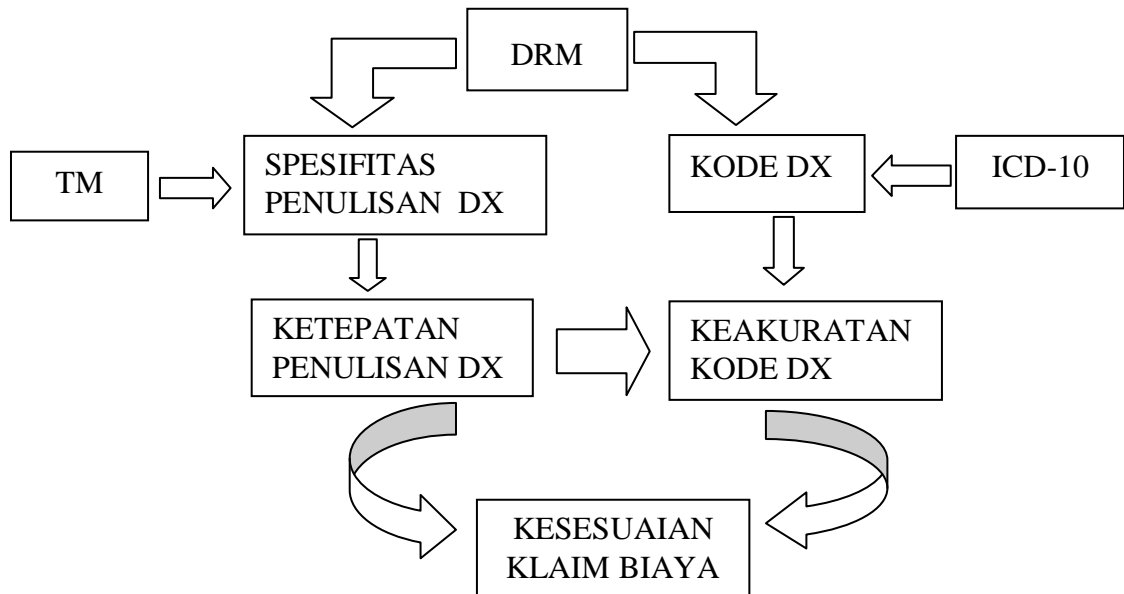 DRM
TM
SPESIFITAS
PENULISAN DX
KODE DX
ICD-10
KETEPATAN
PENULISAN DX
KEAKURATAN
KODE DX
KESESUAIAN
KLAIM BIAYA